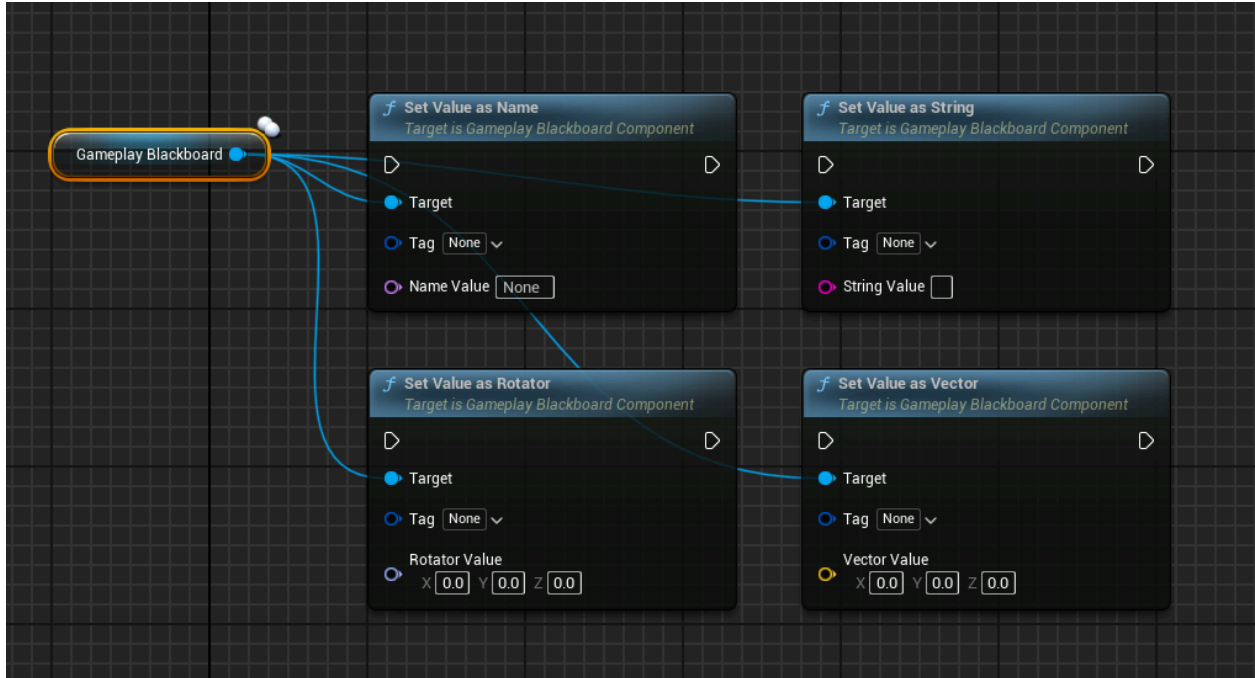 Gameplay Blackboard
Set Value as Name
Target is Gameplay Blackboard Component
Target
Tag None
Name Value None
Set Value as String
Target is Gameplay Blackboard Component
Target
Tag None
String Value
Set Value as Rotator
Target is Gameplay Blackboard Component
Target
Tag None
Rotator Value
X 0.0 Y 0.0 Z 0.0
Set Value as Vector
Target is Gameplay Blackboard Component
Target
Tag None
Vector Value
X 0.0 Y 0.0 Z 0.0